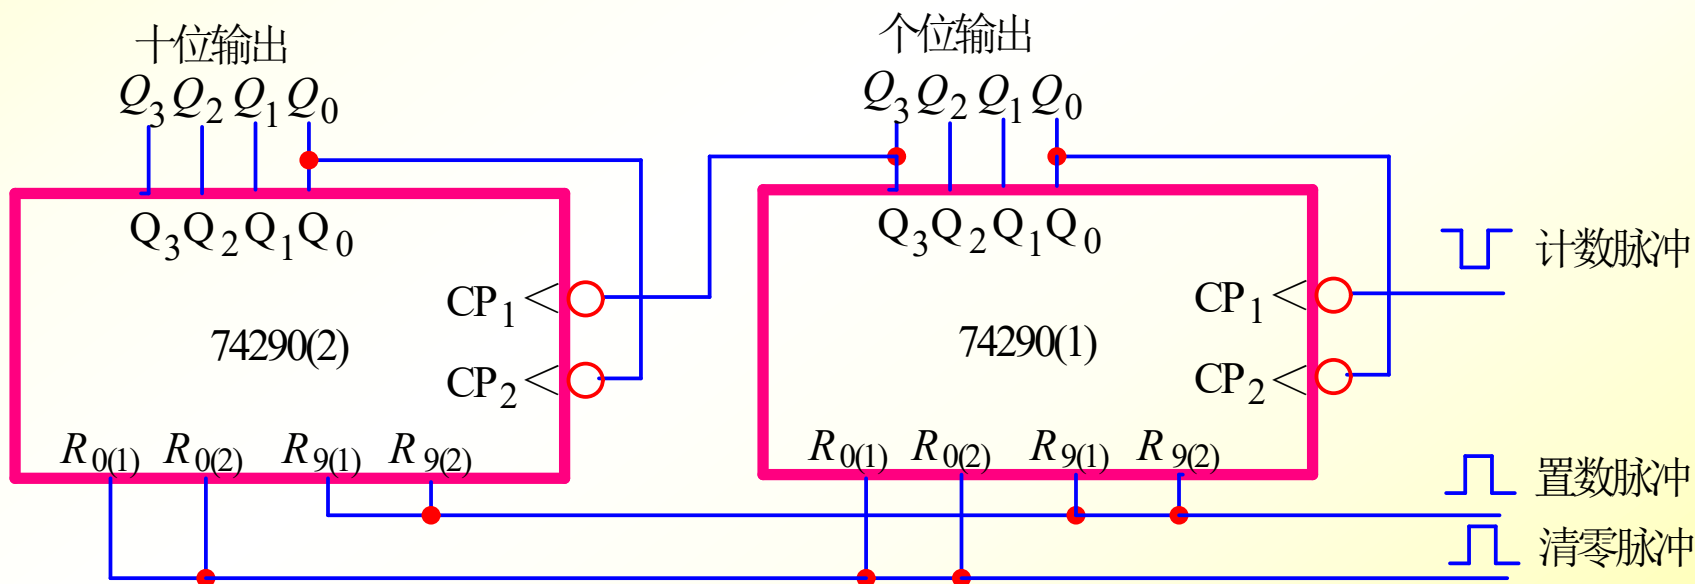 十位输出
个位输出
Q3 Q2 Q1 Q0
Q3 Q2 Q1 Q0
Q3 Q2 Q1 Q0
Q3 Q2 Q1 Q0
计数脉冲
CP1
CP1
74290(2)
74290(1)
CP2
CP2
R0(1) R0(2) R9(1) R9(2)
R0(1) R0(2) R9(1) R9(2)
置数脉冲
清零脉冲